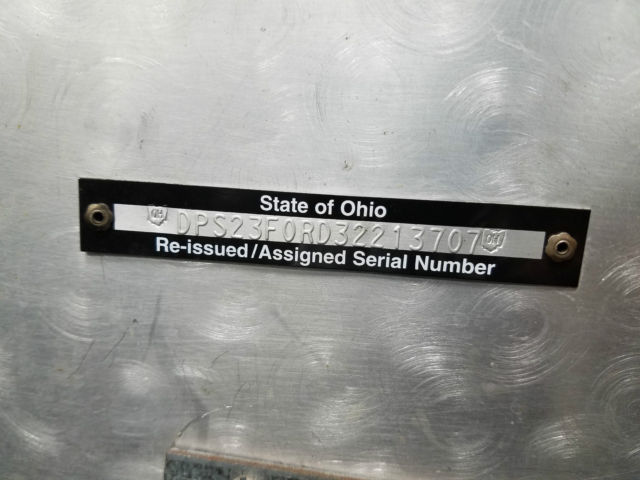 State of Ohio
DPS23FORD32213707
Re-issued/Assigned Serial Number